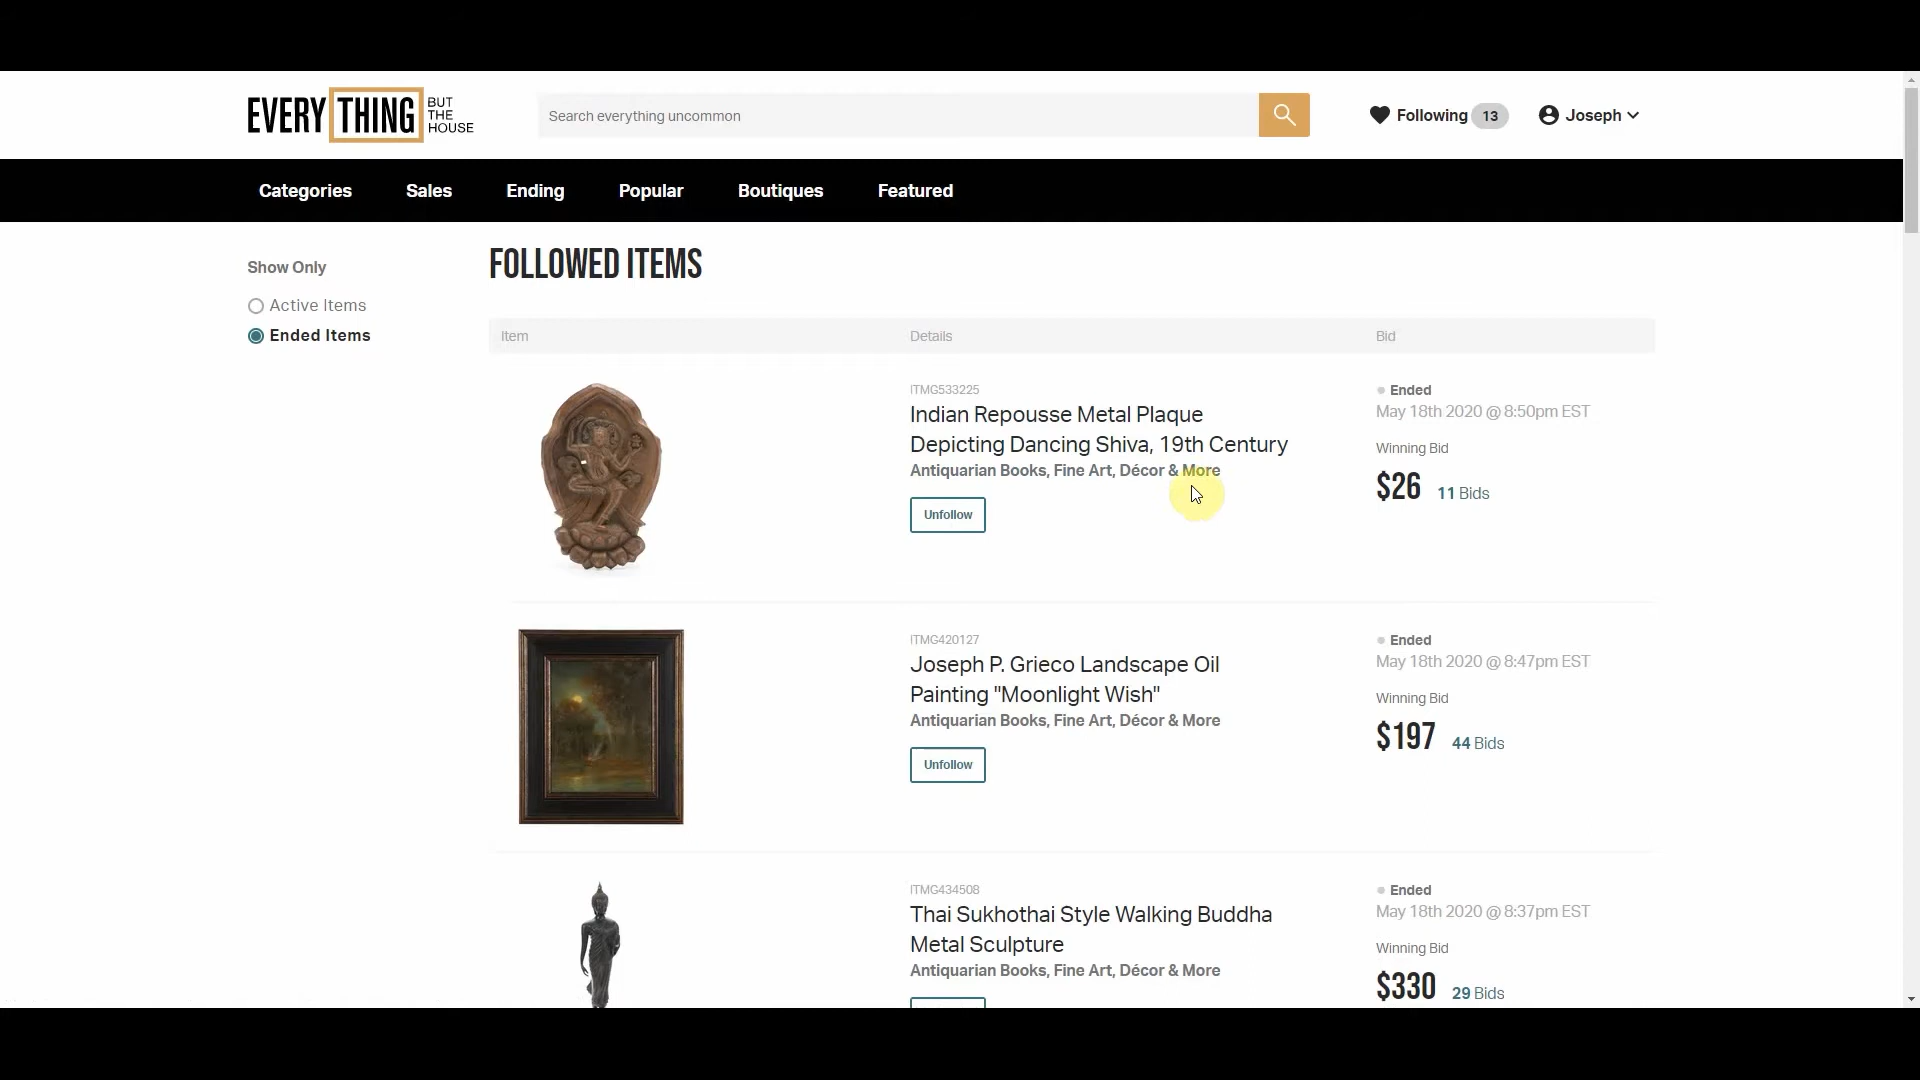 EVERYTHING BUT THE HOUSE
Search everything uncommon
Following 13
Joseph
Categories Sales Ending Popular Boutiques Featured
Show Only
Active Items
Ended Items
FOLLOWED ITEMS
Item Details Bid
ITMG533225
Indian Repousse Metal Plaque
Depicting Dancing Shiva, 19th Century
Antiquarian Books, Fine Art, Décor & More
Unfollow
Ended
May 18th 2020 @ 8:50pm EST
Winning Bid
$26 11 Bids
ITMG420127
Joseph P. Grieco Landscape Oil
Painting "Moonlight Wish"
Antiquarian Books, Fine Art, Décor & More
Unfollow
Ended
May 18th 2020 @ 8:47pm EST
Winning Bid
$197 44 Bids
ITMG434508
Thai Sukhothai Style Walking Buddha
Metal Sculpture
Antiquarian Books, Fine Art, Décor & More
Ended
May 18th 2020 @ 8:37pm EST
Winning Bid
$330 29 Bids